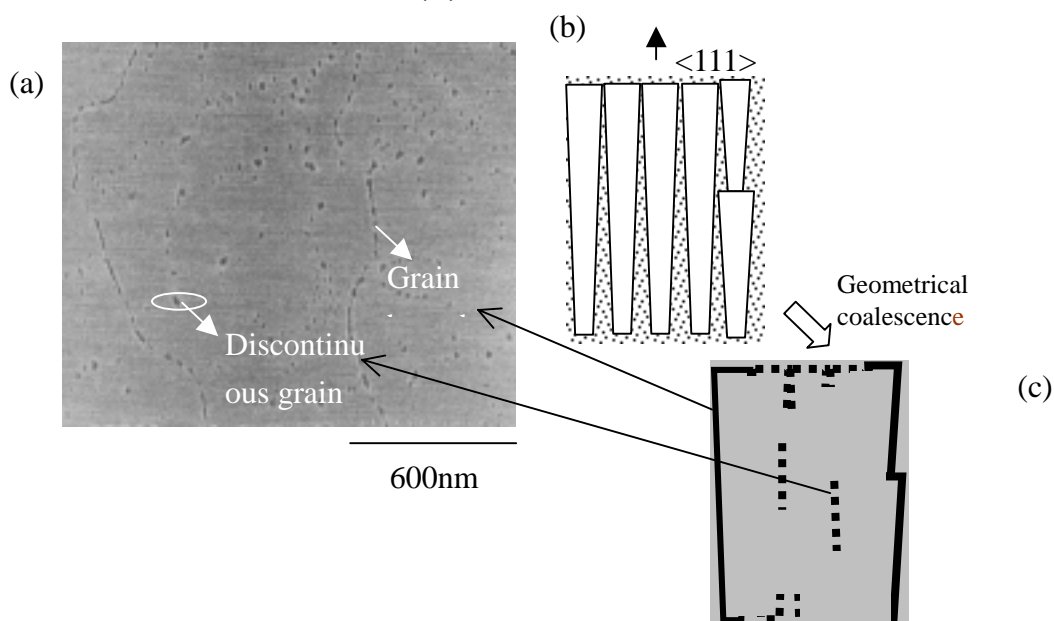 (a)
(b)
<111>
Grain
Discontinu
ous grain
600nm
Geometrical
coalescence
(c)